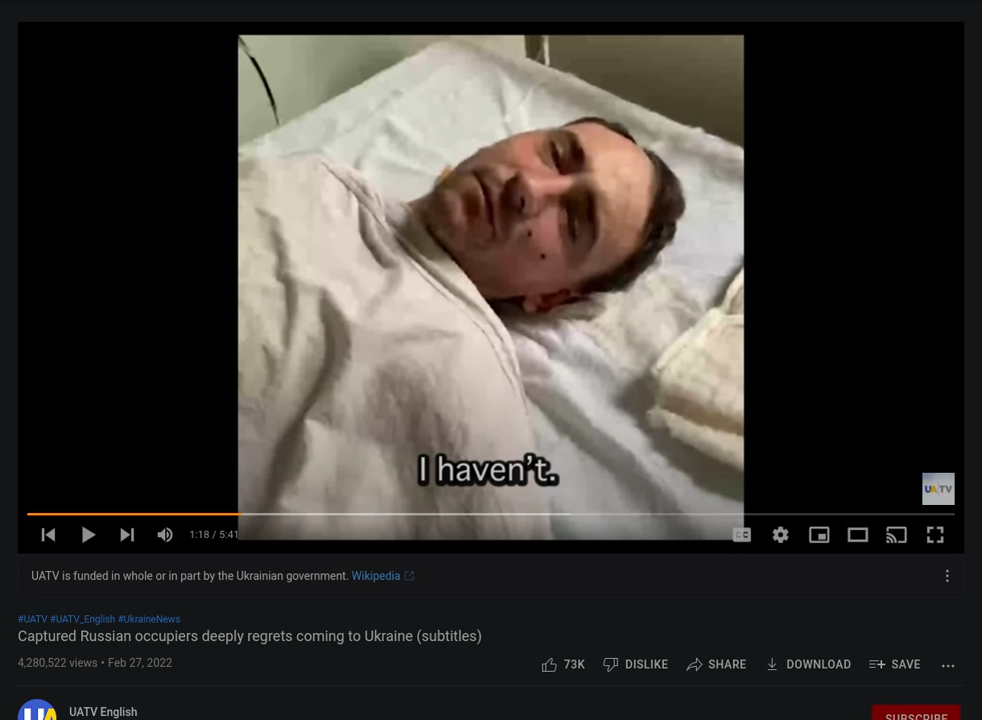 I haven't.
UATV
1:18 / 5:41
CC
UATV is funded in whole or in part by the Ukrainian government. Wikipedia
#UATV #UATV_English #UkraineNews
Captured Russian occupiers deeply regrets coming to Ukraine (subtitles)
4,280,522 views • Feb 27, 2022
73K DISLIKE SHARE DOWNLOAD SAVE
UA
UATV English
SUBSCRIBE